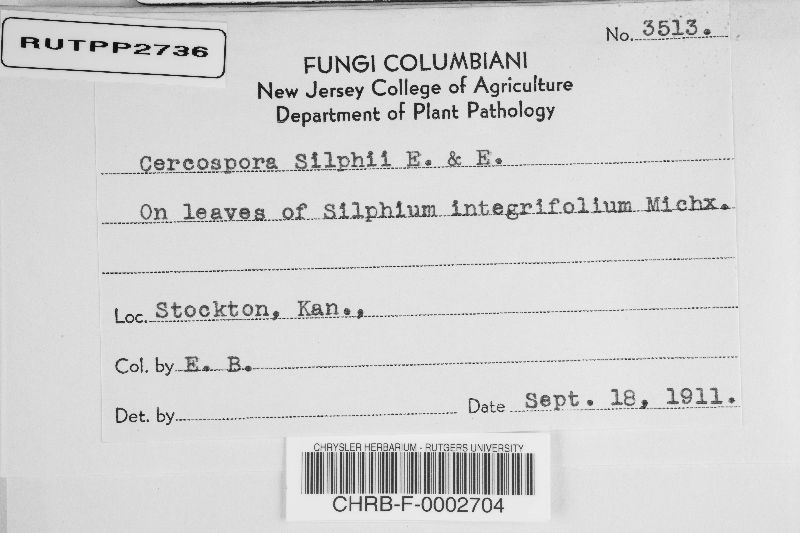 RUTPP2736
No. 3513.
FUNGI COLUMBIANI
New Jersey College of Agriculture
Department of Plant Pathology
Cercospora Silphii E. & E.
On leaves of Silphium integrifolium Michx.
Loc. Stockton, Kan.,
Col. by E. B.
Det. by
Date Sept. 18, 1911.
CHRYSLER HERBARIUM - RUTGERS UNIVERSITY
CHRB-F-0002704